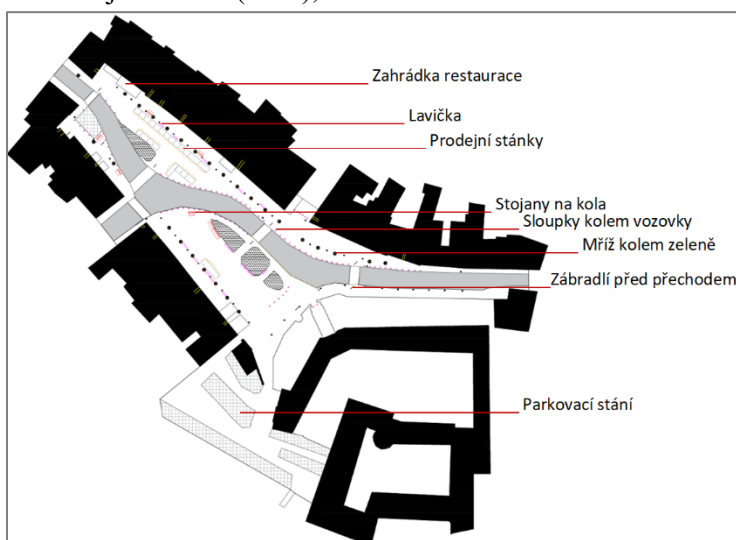 Zahrádka restaurace
Lavička
Prodejní stánky
Stojany na kola
Sloupky kolem vozovky
Mříž kolem zeleně
Zábradlí před přechodem
Parkovací stání